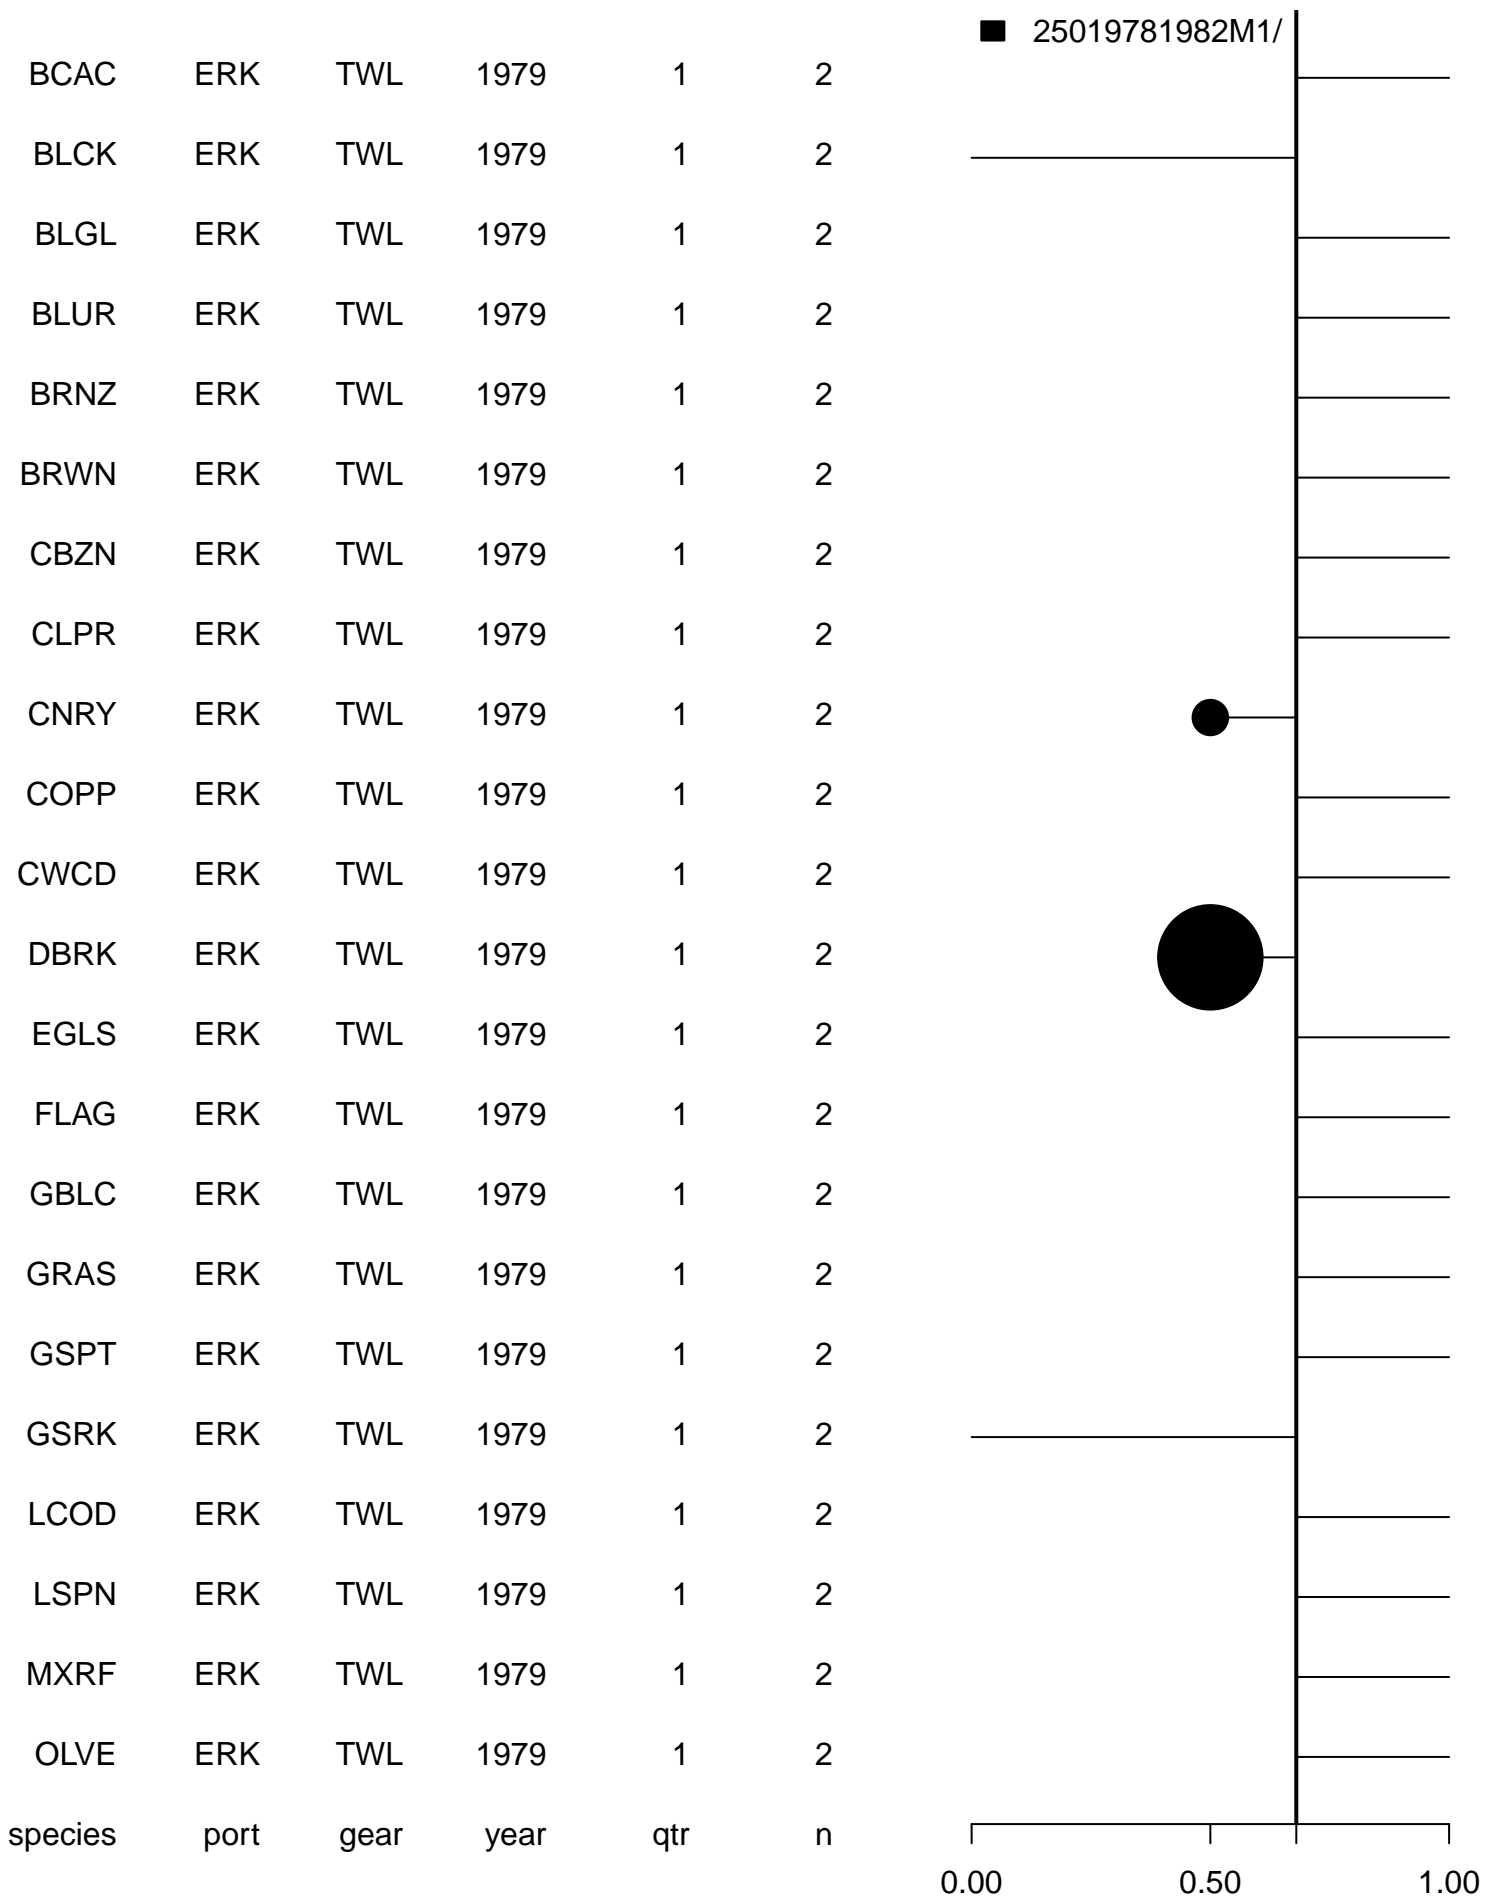 25019781982M1/
BCAC ERK TWL 1979 1 2
BLCK ERK TWL 1979 1 2
BLGL ERK TWL 1979 1 2
BLUR ERK TWL 1979 1 2
BRNZ ERK TWL 1979 1 2
BRWN ERK TWL 1979 1 2
CBZN ERK TWL 1979 1 2
CLPR ERK TWL 1979 1 2
CNRY ERK TWL 1979 1 2
COPP ERK TWL 1979 1 2
CWCD ERK TWL 1979 1 2
DBRK ERK TWL 1979 1 2
EGLS ERK TWL 1979 1 2
FLAG ERK TWL 1979 1 2
GBLC ERK TWL 1979 1 2
GRAS ERK TWL 1979 1 2
GSPT ERK TWL 1979 1 2
GSRK ERK TWL 1979 1 2
LCOD ERK TWL 1979 1 2
LSPN ERK TWL 1979 1 2
MXRF ERK TWL 1979 1 2
OLVE ERK TWL 1979 1 2
species port gear year qtr n
0.00 0.50 1.00